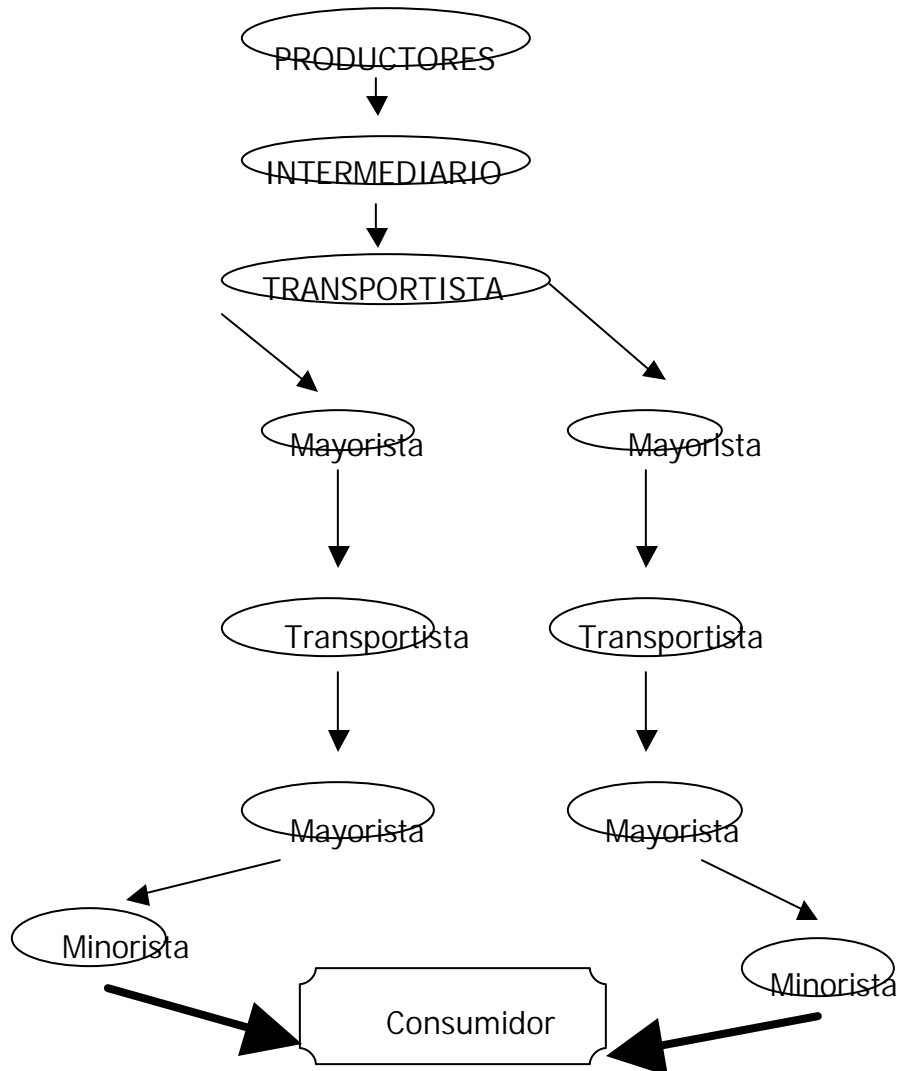 PRODUCTORES
INTERMEDIARIO
TRANSPORTISTA
Mayorista
Mayorista
Transportista
Transportista
Mayorista
Mayorista
Minorista
Minorista
Consumidor